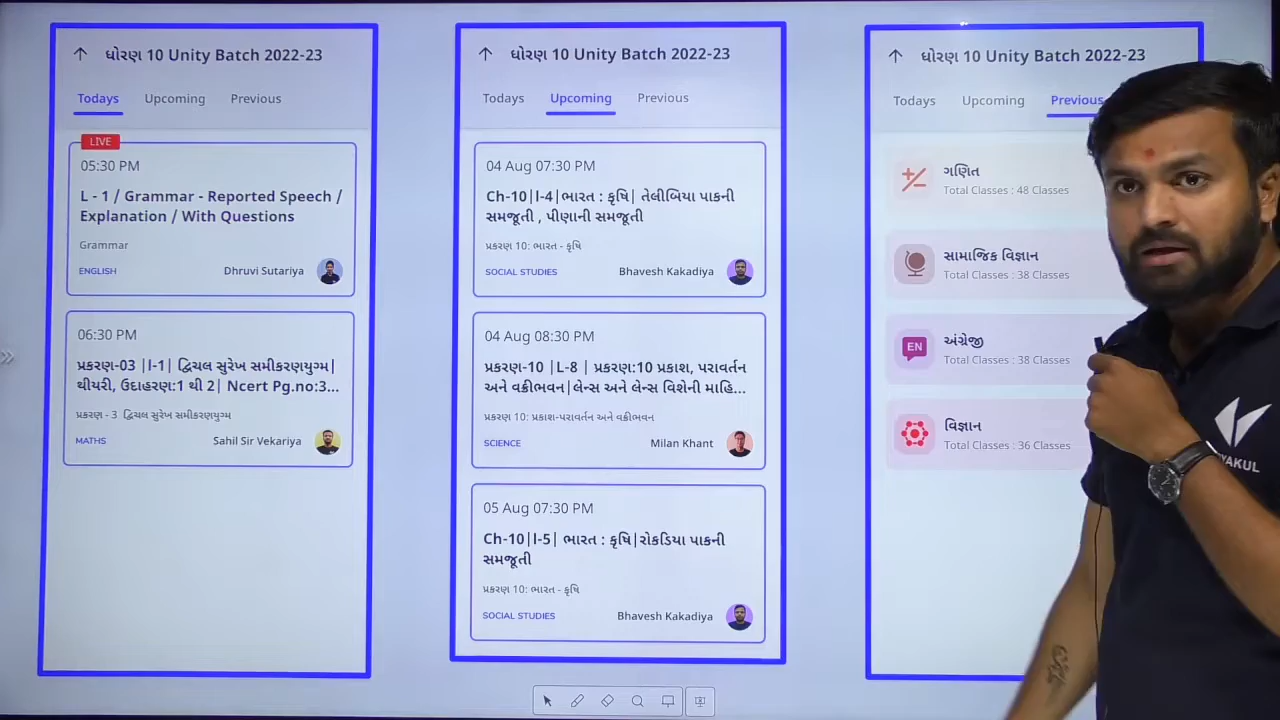 ધોરણ 10 Unity Batch 2022-23
Todays Upcoming Previous
LIVE
05:30 PM
L - 1 / Grammar - Reported Speech /
Explanation / With Questions
Grammar
ENGLISH Dhruvi Sutariya
06:30 PM
પ્રકરણ-03 |l-1| દ્વિચલ સુરેખ સમીકરણયુગ્મ|
થીયરી, ઉદાહરણ:1 થી 2| Ncert Pg.no:3...
પ્રકરણ - 3 દ્વિચલ સુરેખ સમીકરણયુગ્મ
MATHS Sahil Sir Vekariya
ધોરણ 10 Unity Batch 2022-23
Todays Upcoming Previous
04 Aug 07:30 PM
Ch-10|l-4|ભારત : કૃષિ| તેલીબિયા પાકની
સમજૂતી , પીણાની સમજૂતી
પ્રકરણ 10: ભારત - કૃષિ
SOCIAL STUDIES Bhavesh Kakadiya
04 Aug 08:30 PM
પ્રકરણ-10 |L-8 | પ્રકરણ:10 પ્રકાશ, પરાવર્તન
અને વક્રીભવન|લેન્સ અને લેન્સ વિશેની માહિ...
પ્રકરણ 10: પ્રકાશ-પરાવર્તન અને વક્રીભવન
SCIENCE Milan Khant
05 Aug 07:30 PM
Ch-10|l-5| ભારત : કૃષિ|રોકડિયા પાકની
સમજૂતી
પ્રકરણ 10: ભારત - કૃષિ
SOCIAL STUDIES Bhavesh Kakadiya
ધોરણ 10 Unity Batch 2022-23
Todays Upcoming Previous
ગણિત
Total Classes : 48 Classes
સામાજિક વિજ્ઞાન
Total Classes : 38 Classes
EN
અંગ્રેજી
Total Classes : 38 Classes
વિજ્ઞાન
Total Classes : 36 Classes
YAKUL